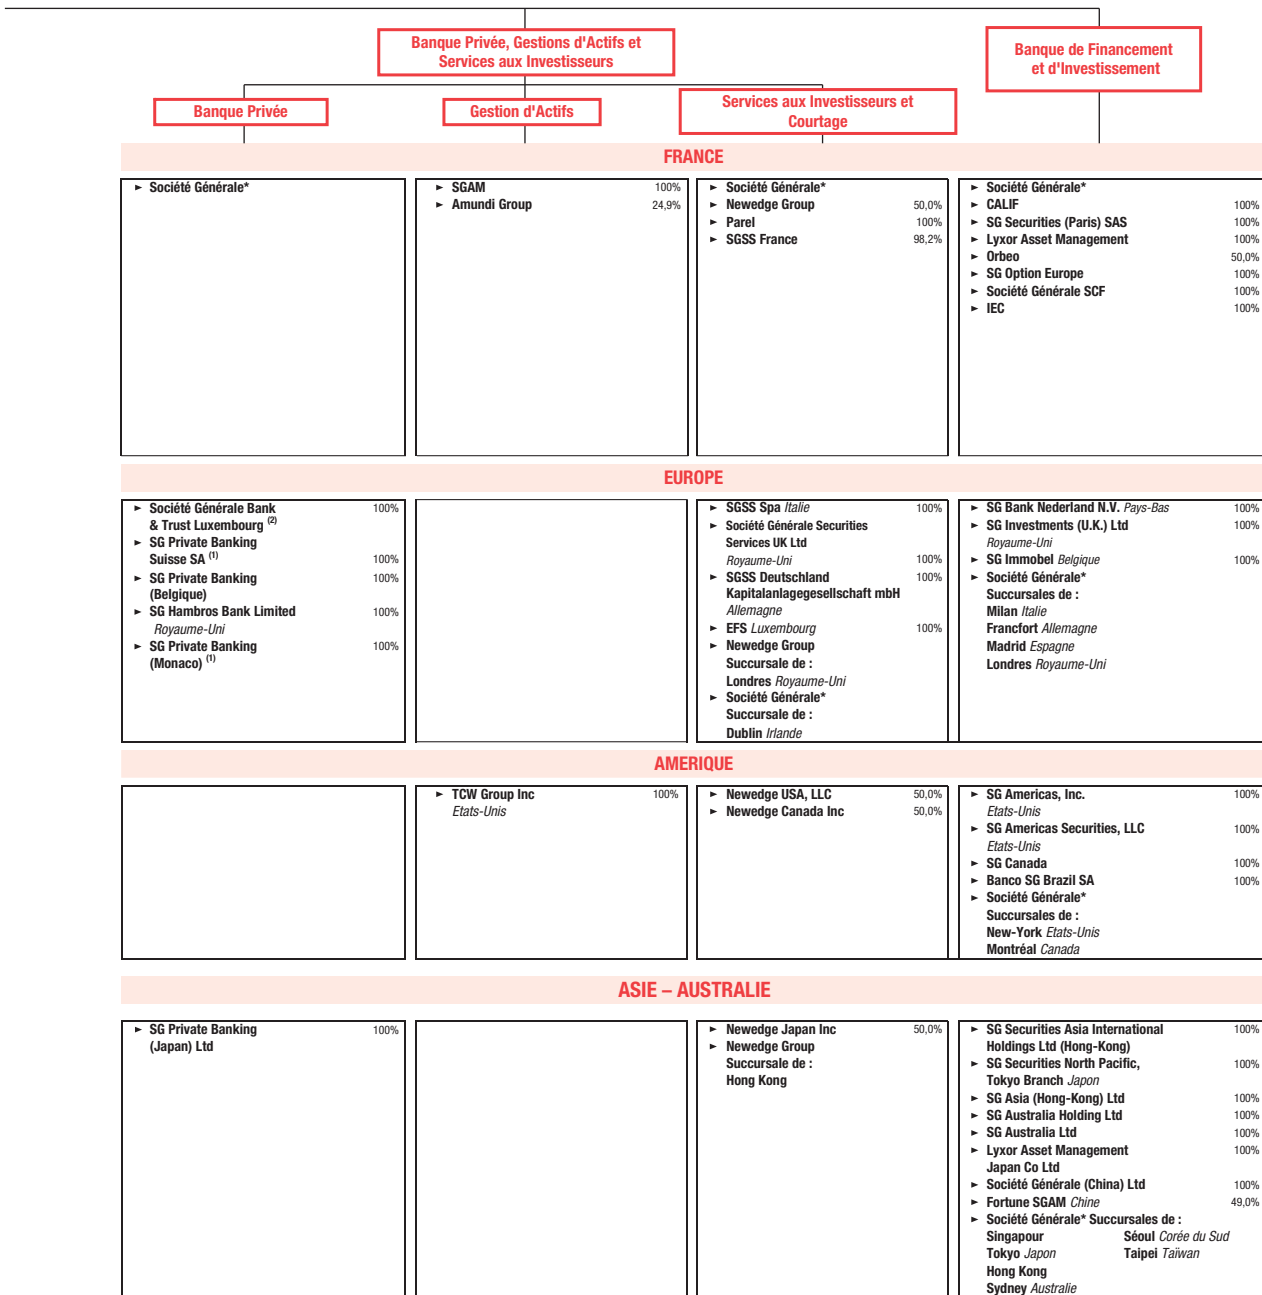 Banque Privée, Gestions d'Actifs et
Services aux Investisseurs
Banque de Financement
et d'Investissement
Banque Privée
Gestion d'Actifs
Services aux Investisseurs et
Courtage
FRANCE
► Société Générale*
► SGAM 100%
► Amundi Group 24,9%
► Société Générale*
► Newedge Group 50,0%
► Parel 100%
► SGSS France 98,2%
► Société Générale*
► CALIF 100%
► SG Securities (Paris) SAS 100%
► Lyxor Asset Management 100%
► Orbeo 50,0%
► SG Option Europe 100%
► Société Générale SCF 100%
► IEC 100%
EUROPE
► Société Générale Bank 100%
& Trust Luxembourg (2)
► SG Private Banking
Suisse SA (1) 100%
► SG Private Banking 100%
(Belgique)
► SG Hambros Bank Limited 100%
Royaume-Uni
► SG Private Banking 100%
(Monaco) (1)
► SGSS Spa Italie 100%
► Société Générale Securities
Services UK Ltd
Royaume-Uni 100%
► SGSS Deutschland 100%
Kapitalanlagegesellschaft mbH
Allemagne
► EFS Luxembourg 100%
► Newedge Group
Succursale de :
Londres Royaume-Uni
► Société Générale*
Succursale de :
Dublin Irlande
► SG Bank Nederland N.V. Pays-Bas 100%
► SG Investments (U.K.) Ltd 100%
Royaume-Uni
► SG Immobel Belgique 100%
► Société Générale*
Succursales de :
Milan Italie
Francfort Allemagne
Madrid Espagne
Londres Royaume-Uni
AMERIQUE
► TCW Group Inc 100%
Etats-Unis
► Newedge USA, LLC 50,0%
► Newedge Canada Inc 50,0%
► SG Americas, Inc. 100%
Etats-Unis
► SG Americas Securities, LLC 100%
Etats-Unis
► SG Canada 100%
► Banco SG Brazil SA 100%
► Société Générale*
Succursales de :
New-York Etats-Unis
Montréal Canada
ASIE – AUSTRALIE
► SG Private Banking 100%
(Japan) Ltd
► Newedge Japan Inc 50,0%
► Newedge Group
Succursale de :
Hong Kong
► SG Securities Asia International 100%
Holdings Ltd (Hong-Kong)
► SG Securities North Pacific, 100%
Tokyo Branch Japon
► SG Asia (Hong-Kong) Ltd 100%
► SG Australia Holding Ltd 100%
► SG Australia Ltd 100%
► Lyxor Asset Management 100%
Japan Co Ltd
► Société Générale (China) Ltd 100%
► Fortune SGAM Chine 49,0%
► Société Générale* Succursales de :
Singapour Séoul Corée du Sud
Tokyo Japon Taipei Taïwan
Hong Kong
Sydney Australie